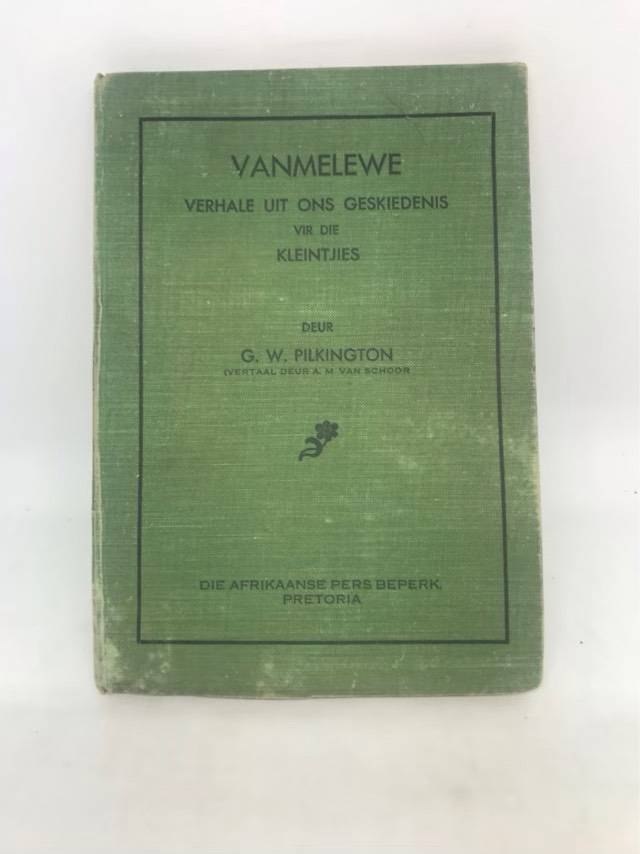 VANMELEWE
VERHALE UIT ONS GESKIEDENIS
VIR DIE
KLEINTJIES
DEUR
G. W. PILKINGTON
(VERTAAL DEUR A. M. VAN SCHOOR
DIE AFRIKAANSE PERS BEPERK,
PRETORIA